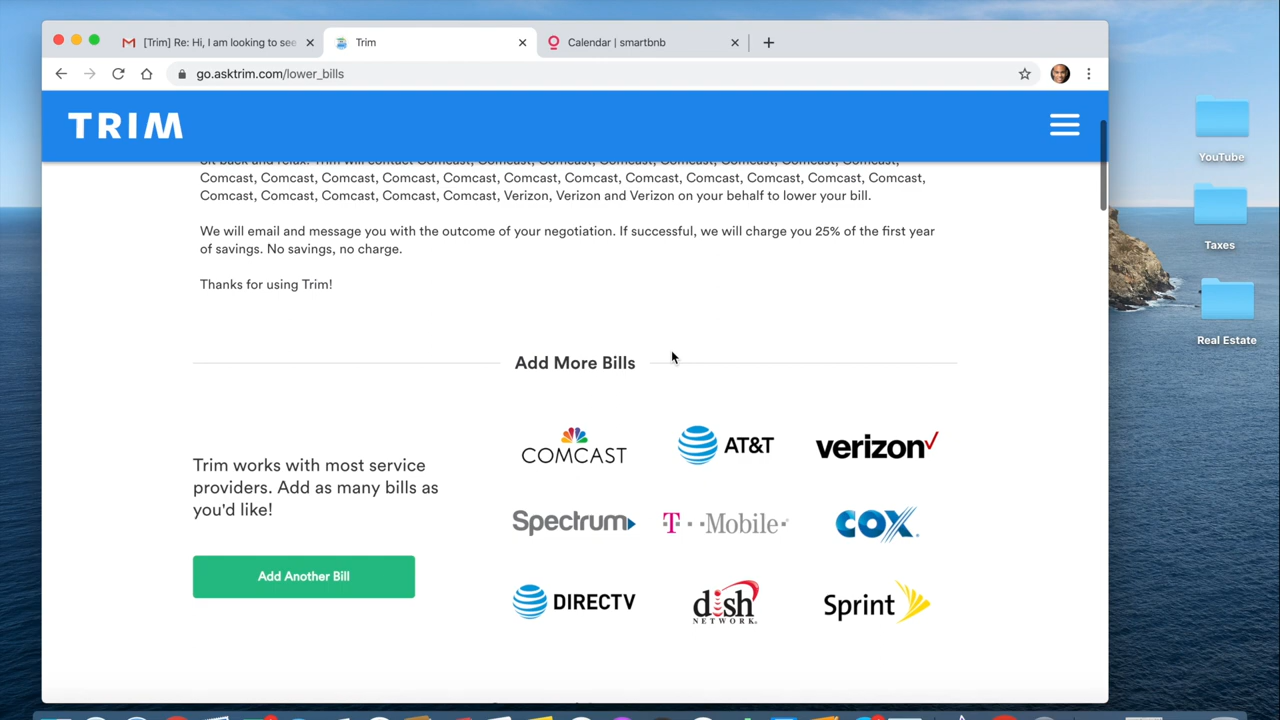 [Trim] Re: Hi, I am looking to see
Trim
Calendar | smartbnb
go.asktrim.com/lower_bills
TRIM
sit back and relax! Trim will contact Comcast, Comcast, Comcast, Comcast, Comcast, Comcast, Comcast, Comcast,
Comcast, Comcast, Comcast, Comcast, Comcast, Comcast, Comcast, Comcast, Comcast, Comcast, Comcast, Comcast,
Comcast, Comcast, Comcast, Comcast, Comcast, Verizon, Verizon and Verizon on your behalf to lower your bill.
We will email and message you with the outcome of your negotiation. If successful, we will charge you 25% of the first year
of savings. No savings, no charge.
Thanks for using Trim!
Add More Bills
Trim works with most service
providers. Add as many bills as
you'd like!
Add Another Bill
COMCAST
AT&T
verizon
Spectrum
T-Mobile
COX
DIRECTV
dish
NETWORK
Sprint
YouTube
Taxes
Real Estate